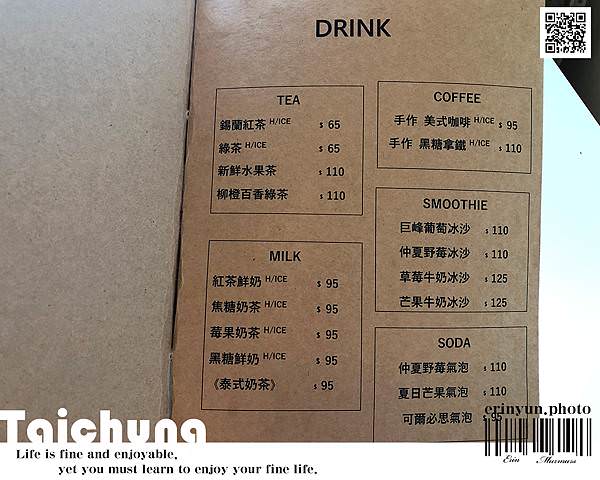 DRINK
TEA
錫蘭紅茶 H/ICE $ 65
綠茶 H/ICE $ 65
新鮮水果茶 $ 110
柳橙百香綠茶 $ 110
MILK
紅茶鮮奶 H/ICE $ 95
焦糖奶茶 H/ICE $ 95
莓果奶茶 H/ICE $ 95
黑糖鮮奶 H/ICE $ 95
《泰式奶茶》 $ 95
COFFEE
手作 美式咖啡 H/ICE $ 95
手作 黑糖拿鐵 H/ICE $ 110
SMOOTHIE
巨峰葡萄冰沙 $ 110
仲夏野莓冰沙 $ 110
草莓牛奶冰沙 $ 125
芒果牛奶冰沙 $ 125
SODA
仲夏野莓氣泡 $ 110
夏日芒果氣泡 $ 110
可爾必思氣泡 $ 95
erinyun.photo
Erin Murmurs
Taichung
Life is fine and enjoyable,
yet you must learn to enjoy your fine life.